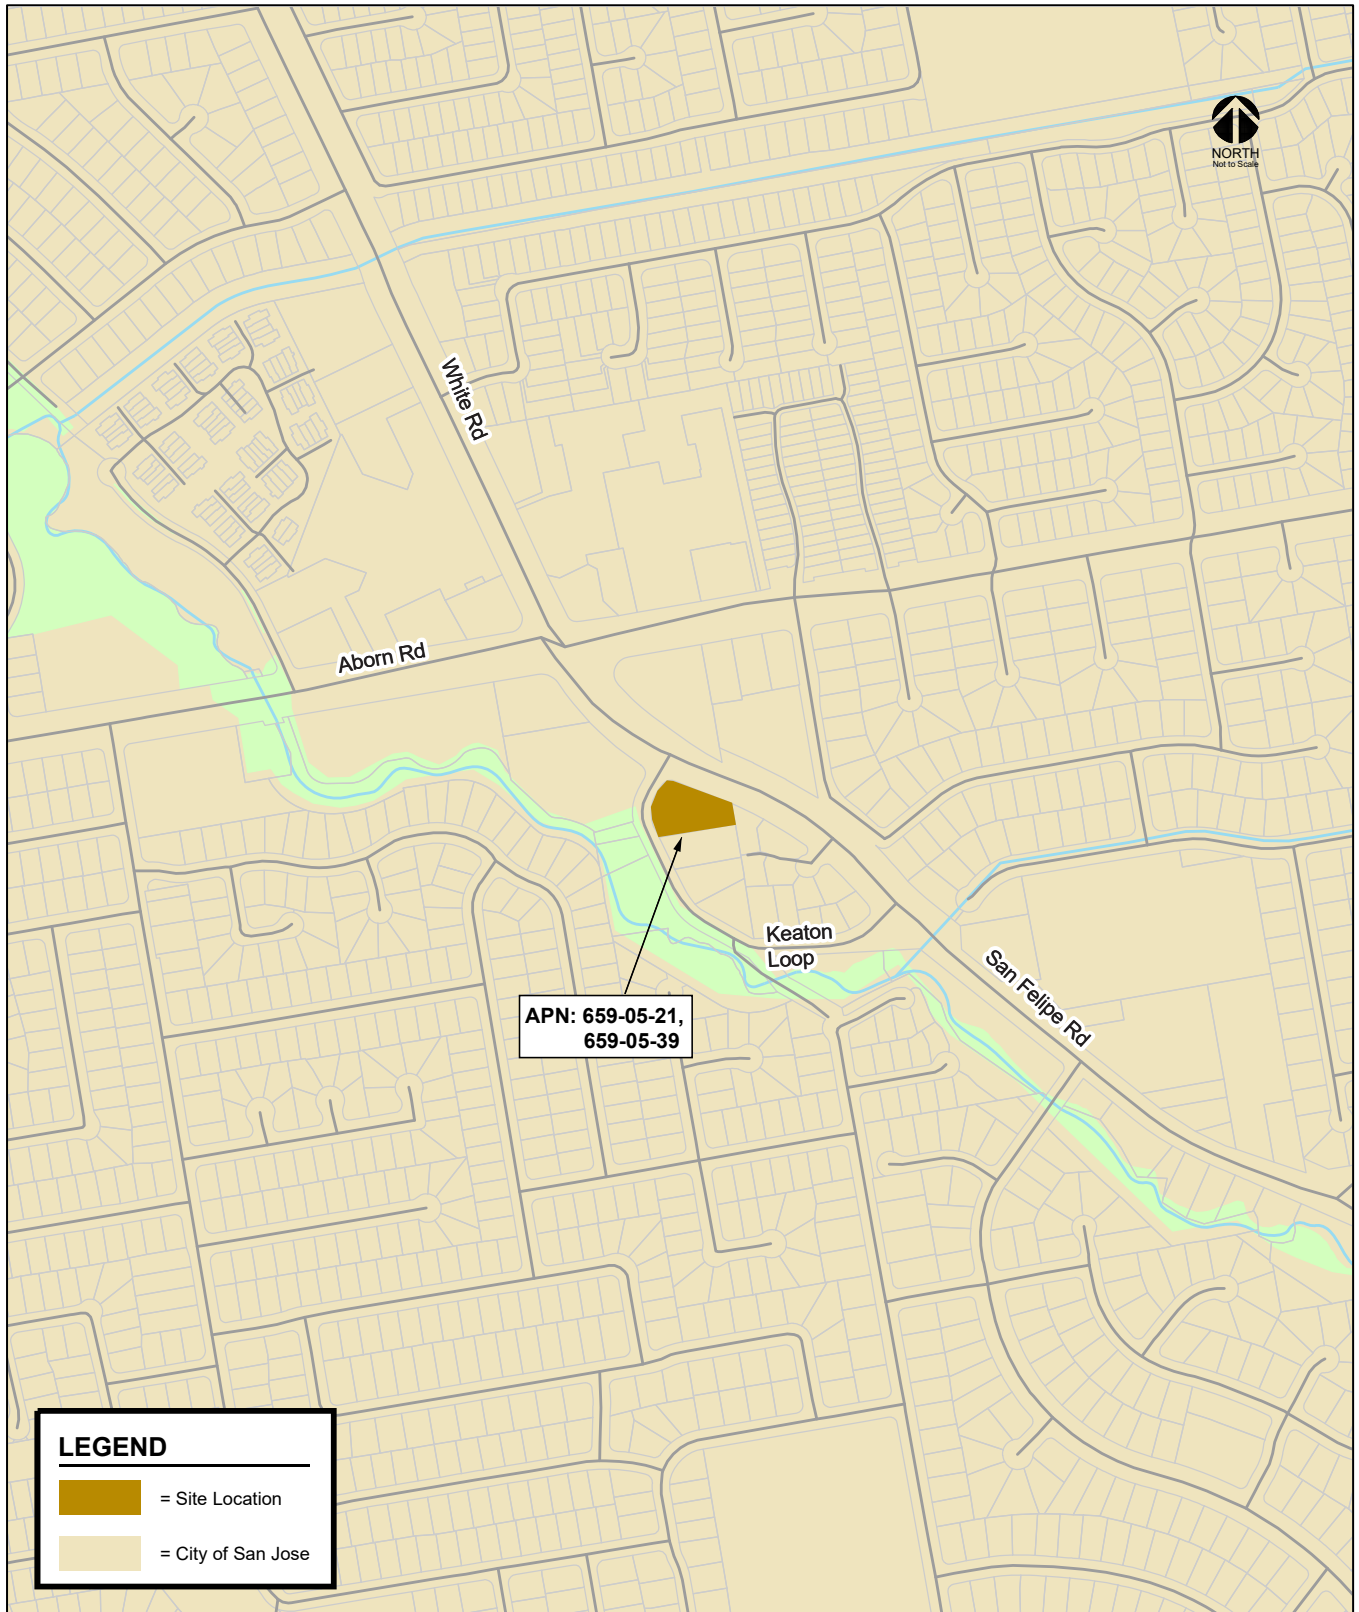 NORTH
Not to Scale
White Rd
Aborn Rd
Keaton
Loop
San Felipe Rd
APN: 659-05-21,
659-05-39
LEGEND
= Site Location
= City of San Jose